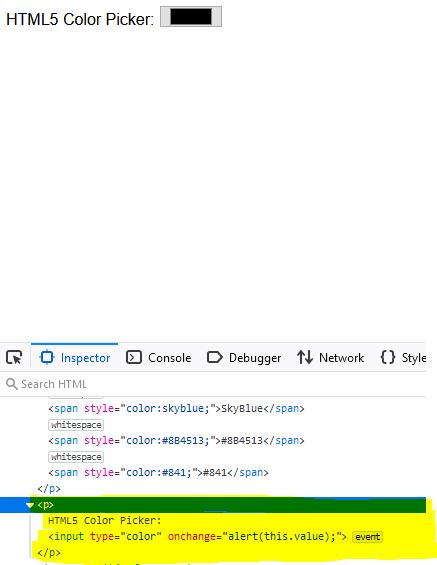 HTML5 Color Picker:
Inspector Console Debugger Network Style
Search HTML
<span style="color:skyblue;">SkyBlue</span>
whitespace
<span style="color:#8B4513;">#8B4513</span>
whitespace
<span style="color:#841;">#841</span>
</p>
<p>
HTML5 Color Picker:
<input type="color" onchange="alert(this.value);"> event
</p>